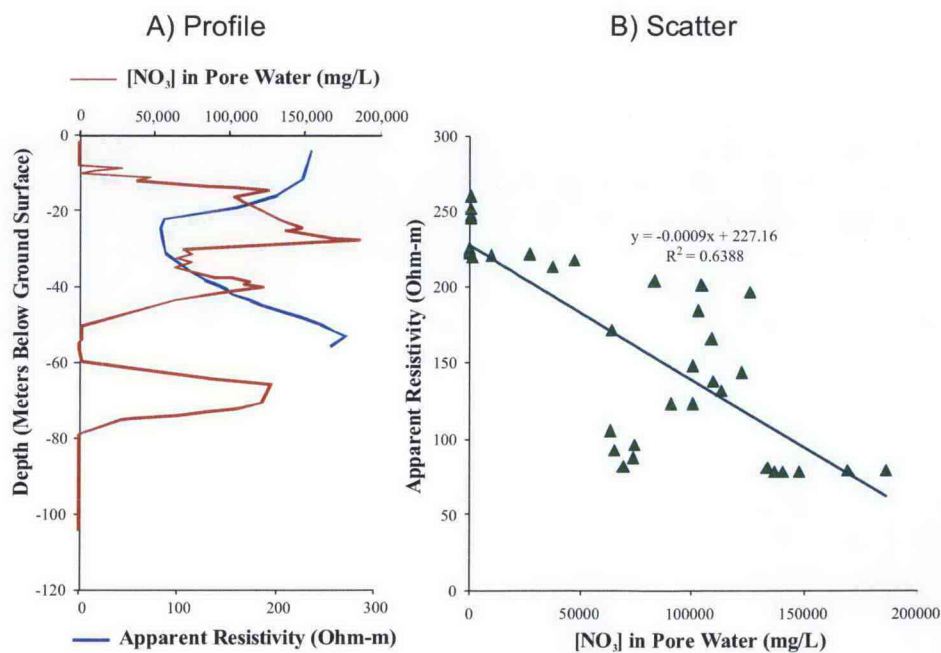 A) Profile
B) Scatter
[NO₃] in Pore Water (mg/L)
0 50,000 100,000 150,000 200,000
Depth (Meters Below Ground Surface)
0
-20
-40
-60
-80
-100
-120
0 100 200 300
Apparent Resistivity (Ohm-m)
Apparent Resistivity (Ohm-m)
300
250
200
150
100
50
0
y = -0.0009x + 227.16
R² = 0.6388
0 50000 100000 150000 200000
[NO₃] in Pore Water (mg/L)